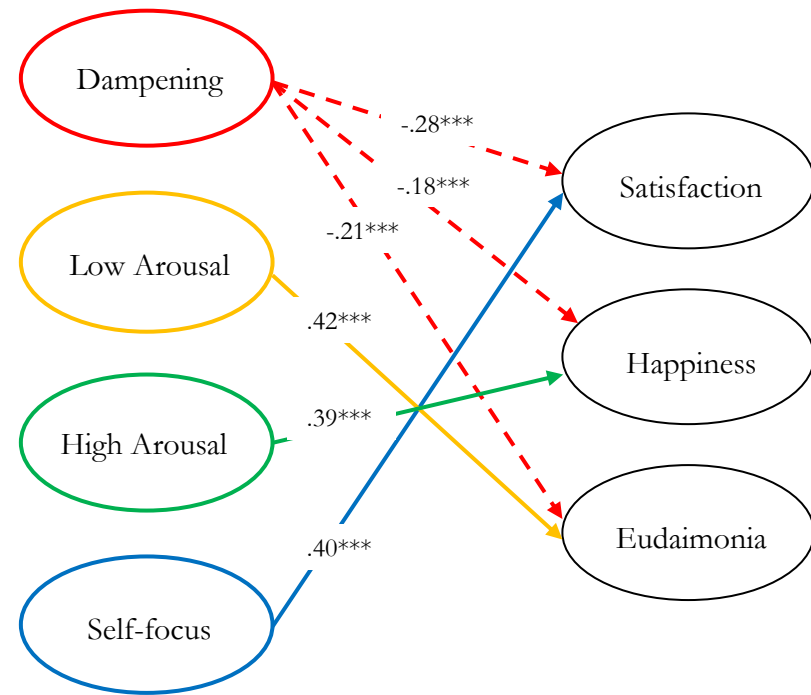 Dampening
-.28***
Satisfaction
-.18***
-.21***
Low Arousal
.42***
Happiness
.39***
High Arousal
Eudaimonia
.40***
Self-focus